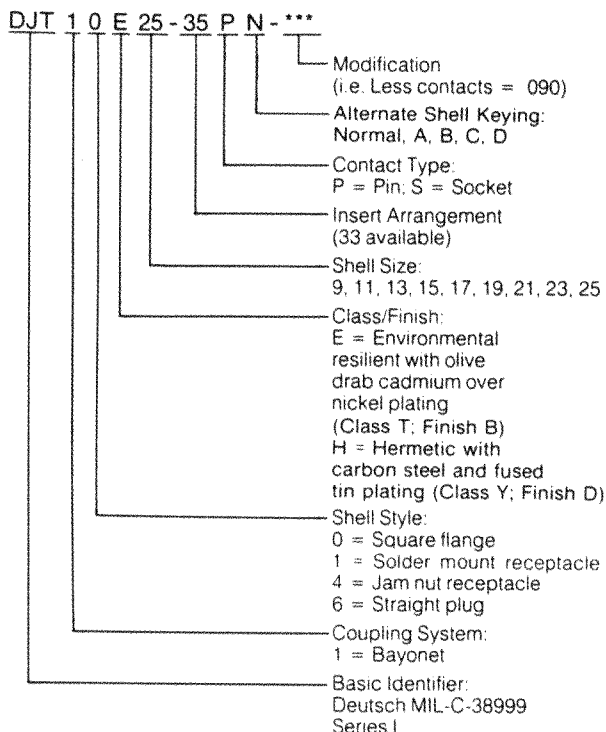 DJT 1 0 E 25 - 35 P N - ***
Modification
(i.e. Less contacts = 090)
Alternate Shell Keying:
Normal, A, B, C, D
Contact Type:
P = Pin; S = Socket
Insert Arrangement
(33 available)
Shell Size:
9, 11, 13, 15, 17, 19, 21, 23, 25
Class/Finish:
E = Environmental
resilient with olive
drab cadmium over
nickel plating
(Class T; Finish B)
H = Hermetic with
carbon steel and fused
tin plating (Class Y; Finish D)
Shell Style:
0 = Square flange
1 = Solder mount receptacle
4 = Jam nut receptacle
6 = Straight plug
Coupling System:
1 = Bayonet
Basic Identifier:
Deutsch MIL-C-38999
Series I